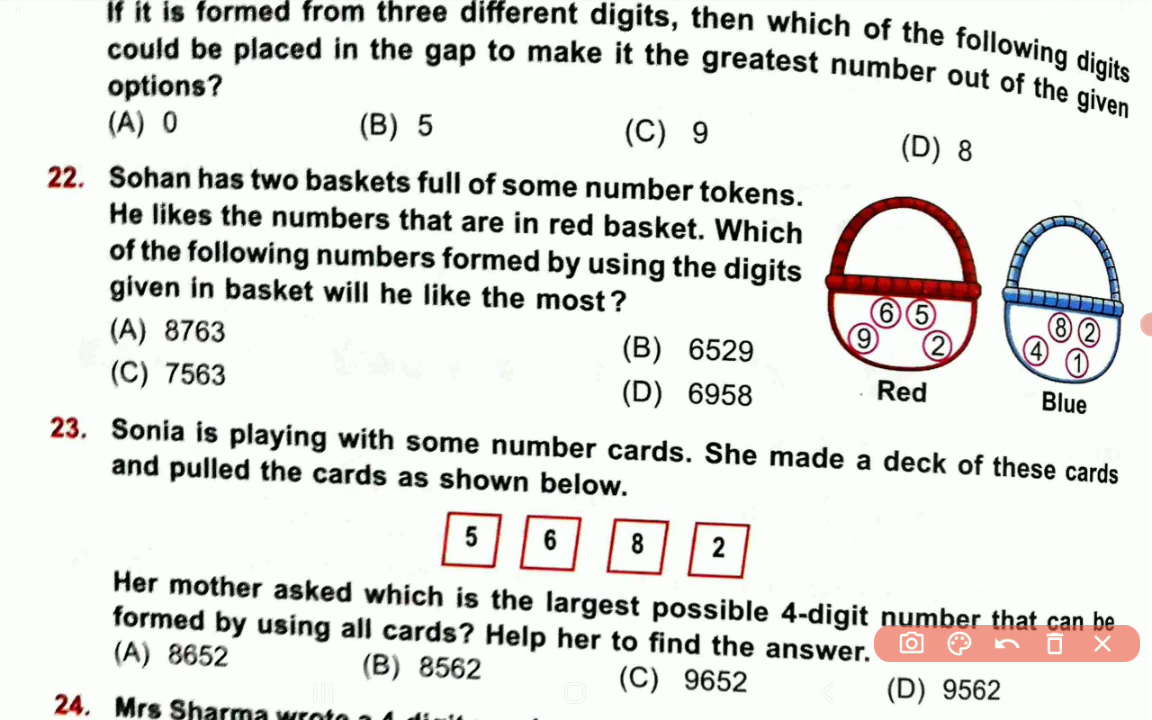 If it is formed from three different digits, then which of the following digits
could be placed in the gap to make it the greatest number out of the given
options?
(A) 0 (B) 5 (C) 9 (D) 8
22. Sohan has two baskets full of some number tokens.
He likes the numbers that are in red basket. Which
of the following numbers formed by using the digits
given in basket will he like the most?
(A) 8763 (B) 6529
(C) 7563 (D) 6958
6 5
9 2
Red
8 2
4 1
Blue
23. Sonia is playing with some number cards. She made a deck of these cards
and pulled the cards as shown below.
5 6 8 2
Her mother asked which is the largest possible 4-digit number that can be
formed by using all cards? Help her to find the answer.
(A) 8652 (B) 8562 (C) 9652 (D) 9562
24. Mrs Sharma wrote a 4